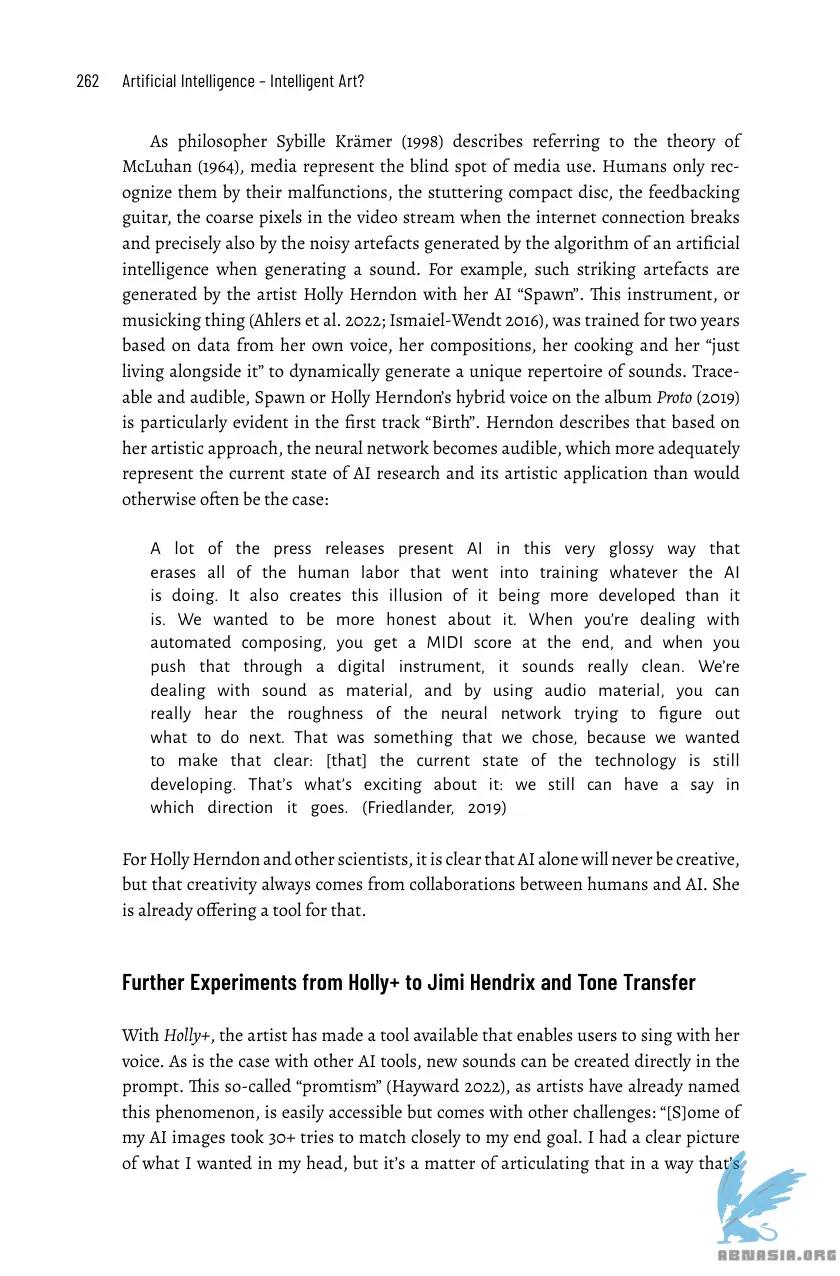 262 Artificial Intelligence – Intelligent Art?
As philosopher Sybille Krämer (1998) describes referring to the theory of
McLuhan (1964), media represent the blind spot of media use. Humans only rec-
ognize them by their malfunctions, the stuttering compact disc, the feedbacking
guitar, the coarse pixels in the video stream when the internet connection breaks
and precisely also by the noisy artefacts generated by the algorithm of an artificial
intelligence when generating a sound. For example, such striking artefacts are
generated by the artist Holly Herndon with her AI “Spawn”. This instrument, or
musicking thing (Ahlers et al. 2022; Ismaiel-Wendt 2016), was trained for two years
based on data from her own voice, her compositions, her cooking and her “just
living alongside it” to dynamically generate a unique repertoire of sounds. Trace-
able and audible, Spawn or Holly Herndon’s hybrid voice on the album Proto (2019)
is particularly evident in the first track “Birth”. Herndon describes that based on
her artistic approach, the neural network becomes audible, which more adequately
represent the current state of AI research and its artistic application than would
otherwise often be the case:
A lot of the press releases present AI in this very glossy way that
erases all of the human labor that went into training whatever the AI
is doing. It also creates this illusion of it being more developed than it
is. We wanted to be more honest about it. When you’re dealing with
automated composing, you get a MIDI score at the end, and when you
push that through a digital instrument, it sounds really clean. We’re
dealing with sound as material, and by using audio material, you can
really hear the roughness of the neural network trying to figure out
what to do next. That was something that we chose, because we wanted
to make that clear: [that] the current state of the technology is still
developing. That’s what’s exciting about it: we still can have a say in
which direction it goes. (Friedlander, 2019)
For Holly Herndon and other scientists, it is clear that AI alone will never be creative,
but that creativity always comes from collaborations between humans and AI. She
is already offering a tool for that.
Further Experiments from Holly+ to Jimi Hendrix and Tone Transfer
With Holly+, the artist has made a tool available that enables users to sing with her
voice. As is the case with other AI tools, new sounds can be created directly in the
prompt. This so-called “promtism” (Hayward 2022), as artists have already named
this phenomenon, is easily accessible but comes with other challenges: “[S]ome of
my AI images took 30+ tries to match closely to my end goal. I had a clear picture
of what I wanted in my head, but it’s a matter of articulating that in a way that’s
ABNASIA.ORG